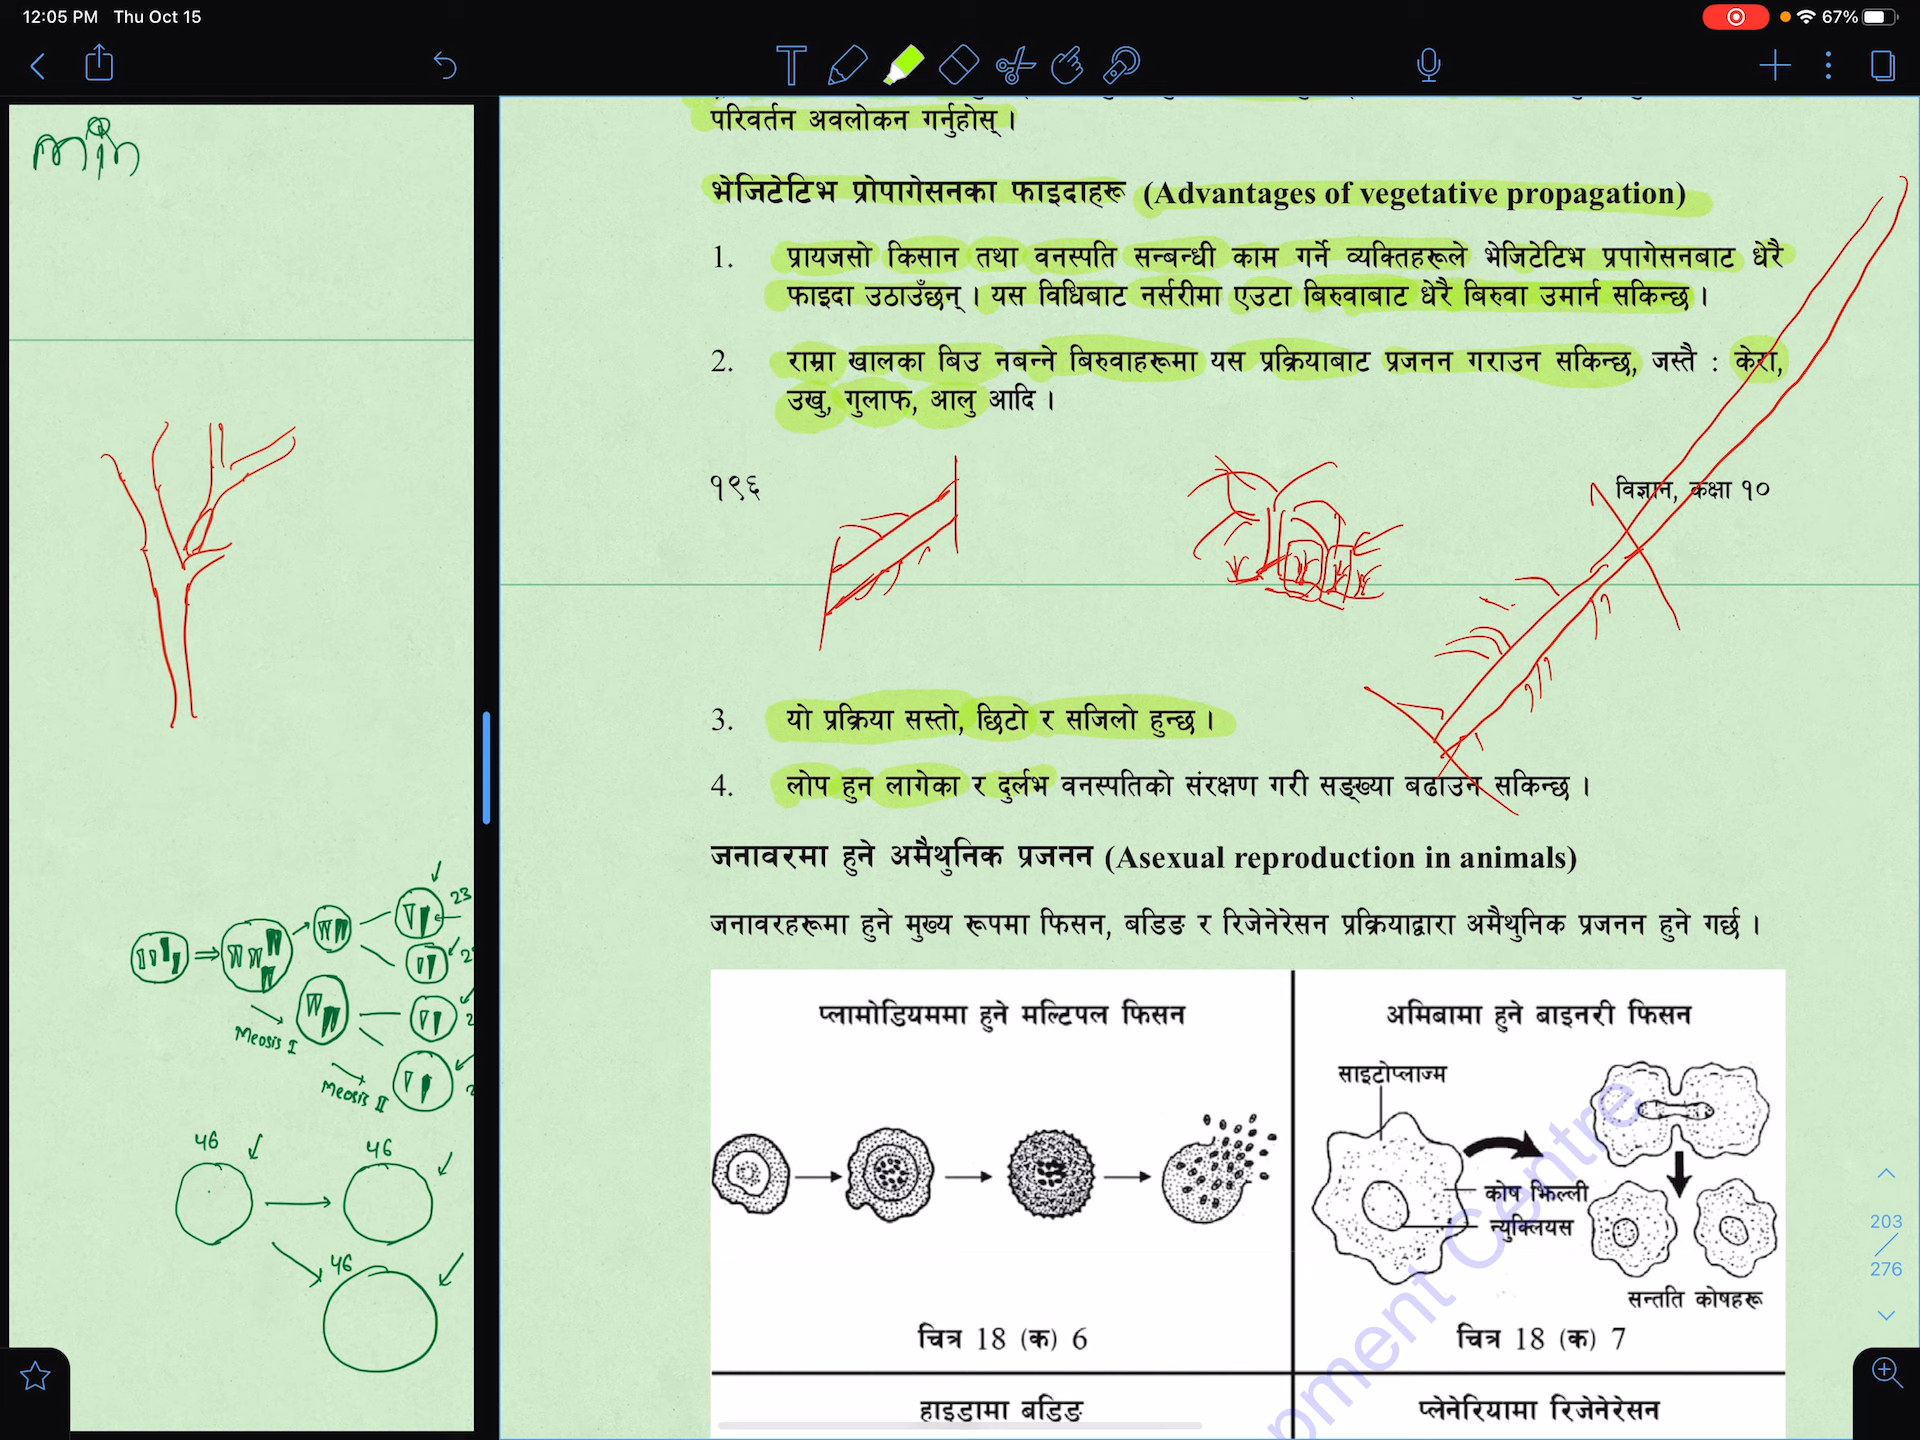 12:05 PM Thu Oct 15
67%
min
Meosis I
Meosis II
23
46
46
46
परिवर्तन अवलोकन गर्नुहोस् ।
भेजिटेटिभ प्रोपागेसनका फाइदाहरू (Advantages of vegetative propagation)
1. प्रायजसो किसान तथा वनस्पति सन्बन्धी काम गर्ने व्यक्तिहरूले भेजिटेटिभ प्रपागेसनबाट धेरै
फाइदा उठाउँछन् । यस विधिबाट नर्सरीमा एउटा बिरुवाबाट धेरै बिरुवा उमार्न सकिन्छ ।
2. राम्रा खालका बिउ नबन्ने बिरुवाहरूमा यस प्रक्रियाबाट प्रजनन गराउन सकिन्छ, जस्तै : केरा,
उखु, गुलाफ, आलु आदि ।
१९६ विज्ञान, कक्षा १०
3. यो प्रक्रिया सस्तो, छिटो र सजिलो हुन्छ ।
4. लोप हुन लागेका र दुर्लभ वनस्पतिको संरक्षण गरी सङ्ख्या बढाउन सकिन्छ ।
जनावरमा हुने अमैथुनिक प्रजनन (Asexual reproduction in animals)
जनावरहरूमा हुने मुख्य रूपमा फिसन, बडिङ र रिजेनेरेसन प्रक्रियाद्वारा अमैथुनिक प्रजनन हुने गर्छ ।
प्लामोडियममा हुने मल्टिपल फिसन
अमिबामा हुने बाइनरी फिसन
साइटोप्लाज्म
कोष झिल्ली
न्युक्लियस
सन्तति कोषहरू
चित्र 18 (क) 6
चित्र 18 (क) 7
हाइडामा बडिङ
प्लेनेरियामा रिजेनेरेसन
pment Centre
203
276